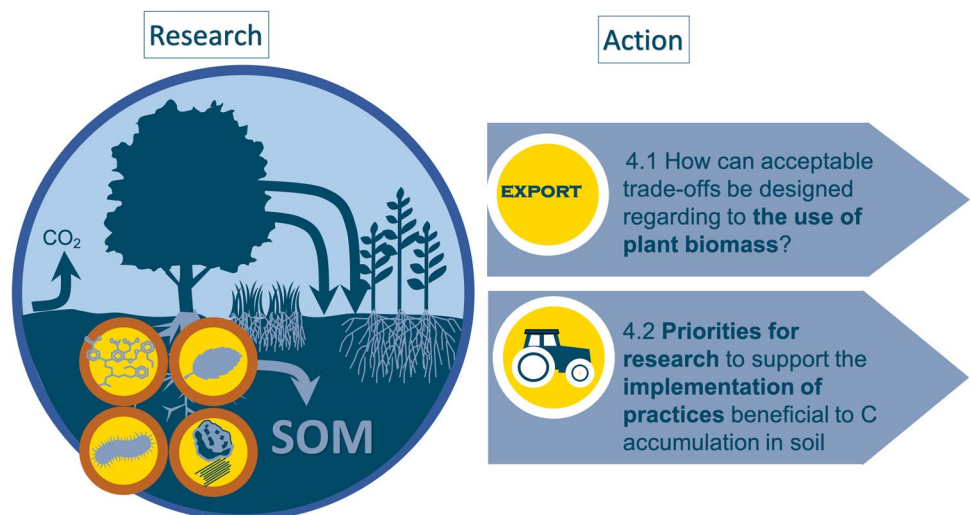 Research
Action
CO₂
SOM
EXPORT
4.1 How can acceptable
trade-offs be designed
regarding to the use of
plant biomass?
4.2 Priorities for
research to support the
implementation of
practices beneficial to C
accumulation in soil